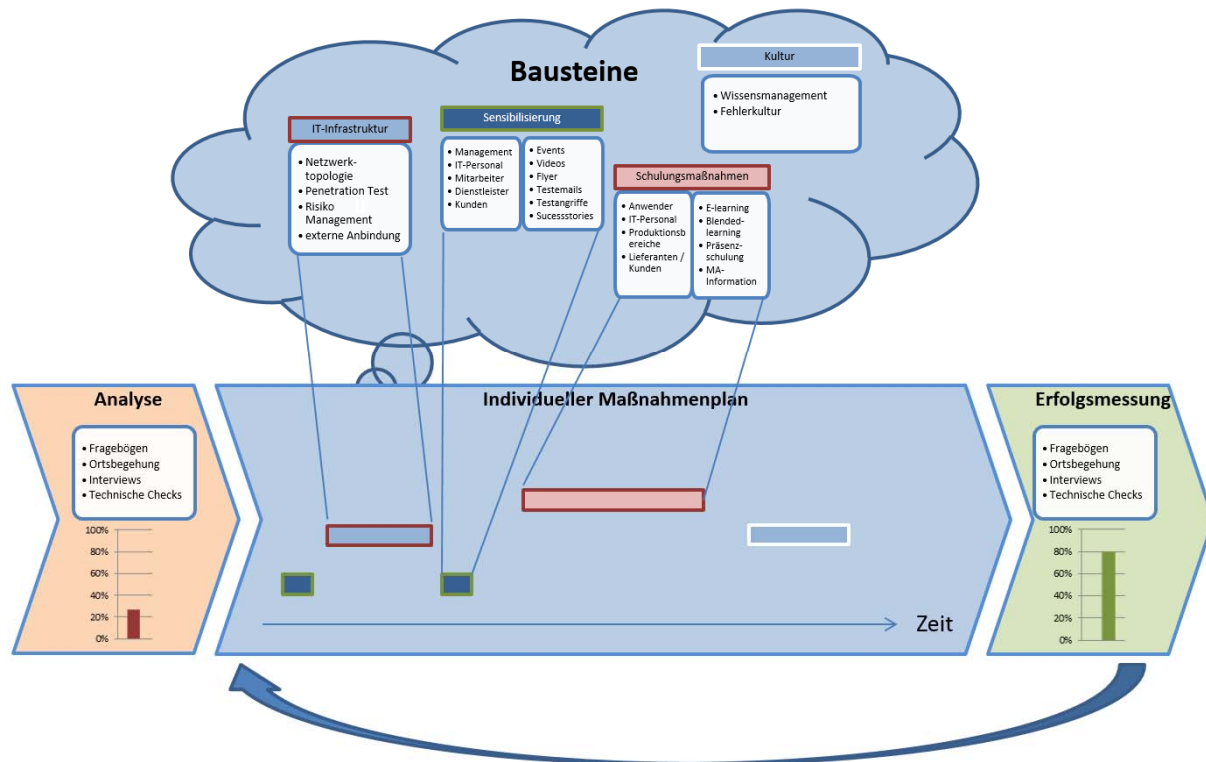 Bausteine
Kultur
• Wissensmanagement
• Fehlerkultur
IT-Infrastruktur
• Netzwerk-
topologie
• Penetration Test
• Risiko
Management
• externe Anbindung
Sensibilisierung
• Management
• IT-Personal
• Mitarbeiter
• Dienstleister
• Kunden
• Events
• Videos
• Flyer
• Testemails
• Testangriffe
• Sucessstories
Schulungsmaßnahmen
• Anwender
• IT-Personal
• Produktionsb
ereiche
• Lieferanten /
Kunden
• E-learning
• Blended-
learning
• Präsenz-
schulung
• MA-
Information
Analyse
• Fragebögen
• Ortsbegehung
• Interviews
• Technische Checks
100%
80%
60%
40%
20%
0%
Individueller Maßnahmenplan
Zeit
Erfolgsmessung
• Fragebögen
• Ortsbegehung
• Interviews
• Technische Checks
100%
80%
60%
40%
20%
0%